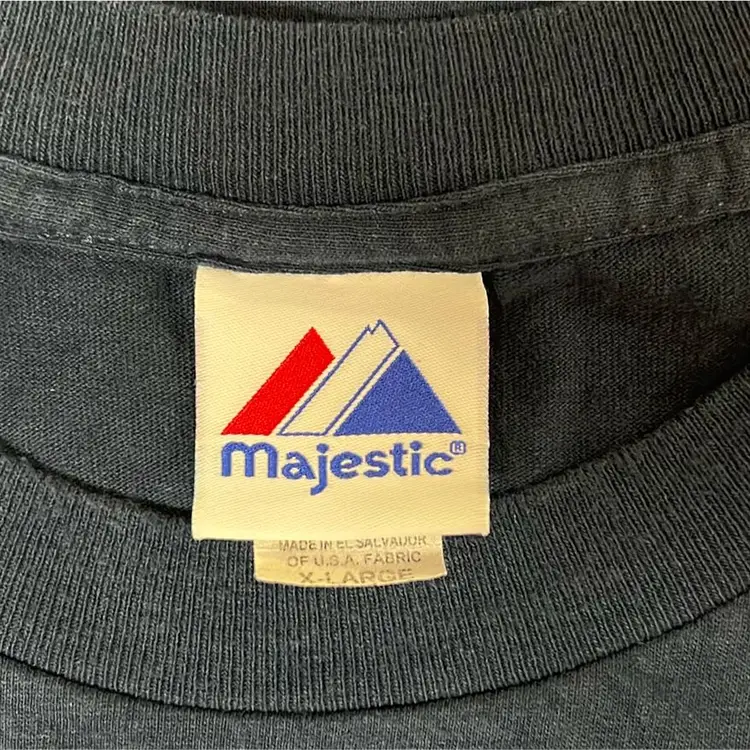 majestic®
MADE IN EL SALVADOR
OF U.S.A. FABRIC
X-LARGE